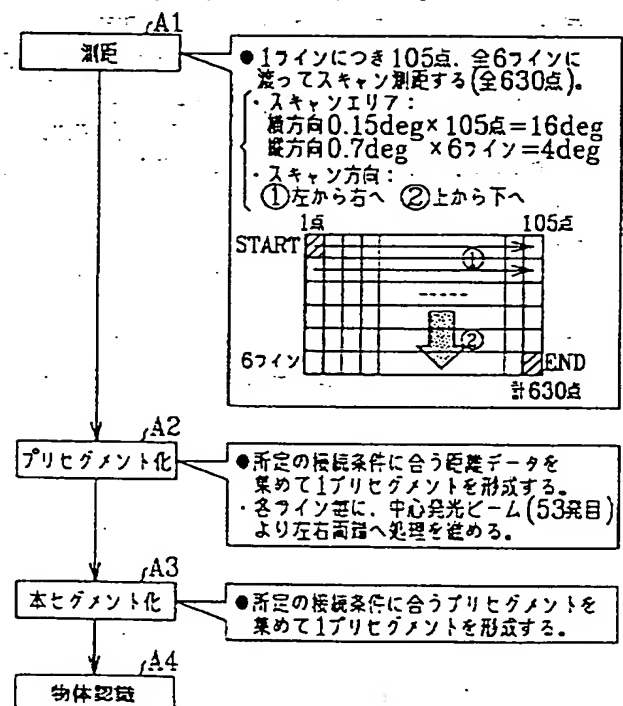 A1
測距
●1ラインにつき105点、全6ラインに
渡ってスキャン測距する(全630点)。
・スキャンエリア:
横方向0.15deg×105点=16deg
縦方向0.7deg ×6ライン=4deg
・スキャン方向:
①左から右へ ②上から下へ
1点 105点
START
①
-----
②
6ライン
END
計630点
A2
プリセグメント化
●所定の接続条件に合う距離データを
集めて1プリセグメントを形成する。
・各ライン毎に、中心発光ビーム(53発目)
より左右両端へ処理を進める。
A3
本セグメント化
●所定の接続条件に合うプリセグメントを
集めて1プリセグメントを形成する。
A4
物体認識